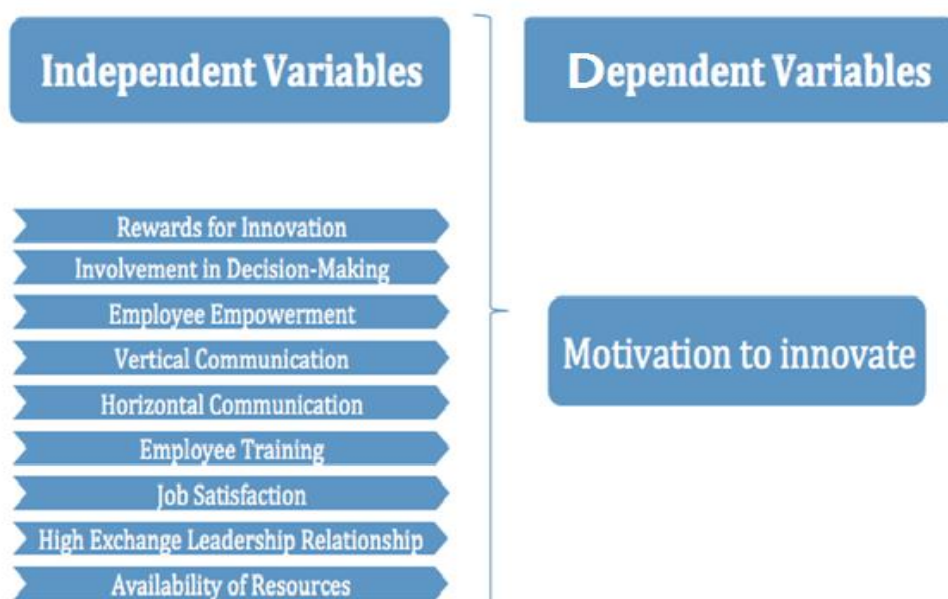 Independent Variables
Dependent Variables
Rewards for Innovation
Involvement in Decision-Making
Employee Empowerment
Vertical Communication
Horizontal Communication
Employee Training
Job Satisfaction
High Exchange Leadership Relationship
Availability of Resources
Motivation to innovate